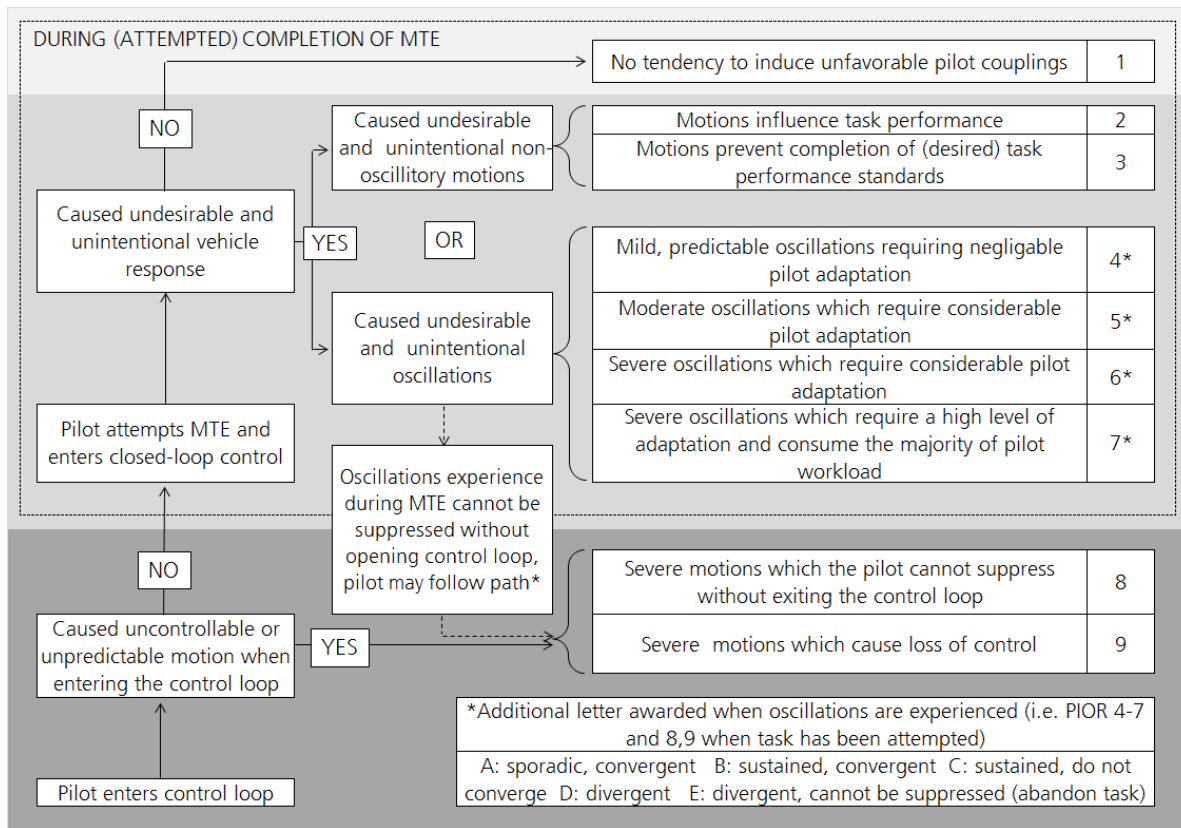 DURING (ATTEMPTED) COMPLETION OF MTE
No tendency to induce unfavorable pilot couplings
1
NO
Caused undesirable
and unintentional non-
oscillitory motions
Motions influence task performance
2
Motions prevent completion of (desired) task
performance standards
3
Caused undesirable and
unintentional vehicle
response
YES
OR
Mild, predictable oscillations requiring negligable
pilot adaptation
4*
Moderate oscillations which require considerable
pilot adaptation
5*
Caused undesirable
and unintentional
oscillations
Severe oscillations which require considerable pilot
adaptation
6*
Severe oscillations which require a high level of
adaptation and consume the majority of pilot
workload
7*
Pilot attempts MTE and
enters closed-loop control
Oscillations experience
during MTE cannot be
suppressed without
opening control loop,
pilot may follow path*
NO
Severe motions which the pilot cannot suppress
without exiting the control loop
8
Caused uncontrollable or
unpredictable motion when
entering the control loop
YES
Severe motions which cause loss of control
9
*Additional letter awarded when oscillations are experienced (i.e. PIOR 4-7
and 8,9 when task has been attempted)
A: sporadic, convergent B: sustained, convergent C: sustained, do not
converge D: divergent E: divergent, cannot be suppressed (abandon task)
Pilot enters control loop